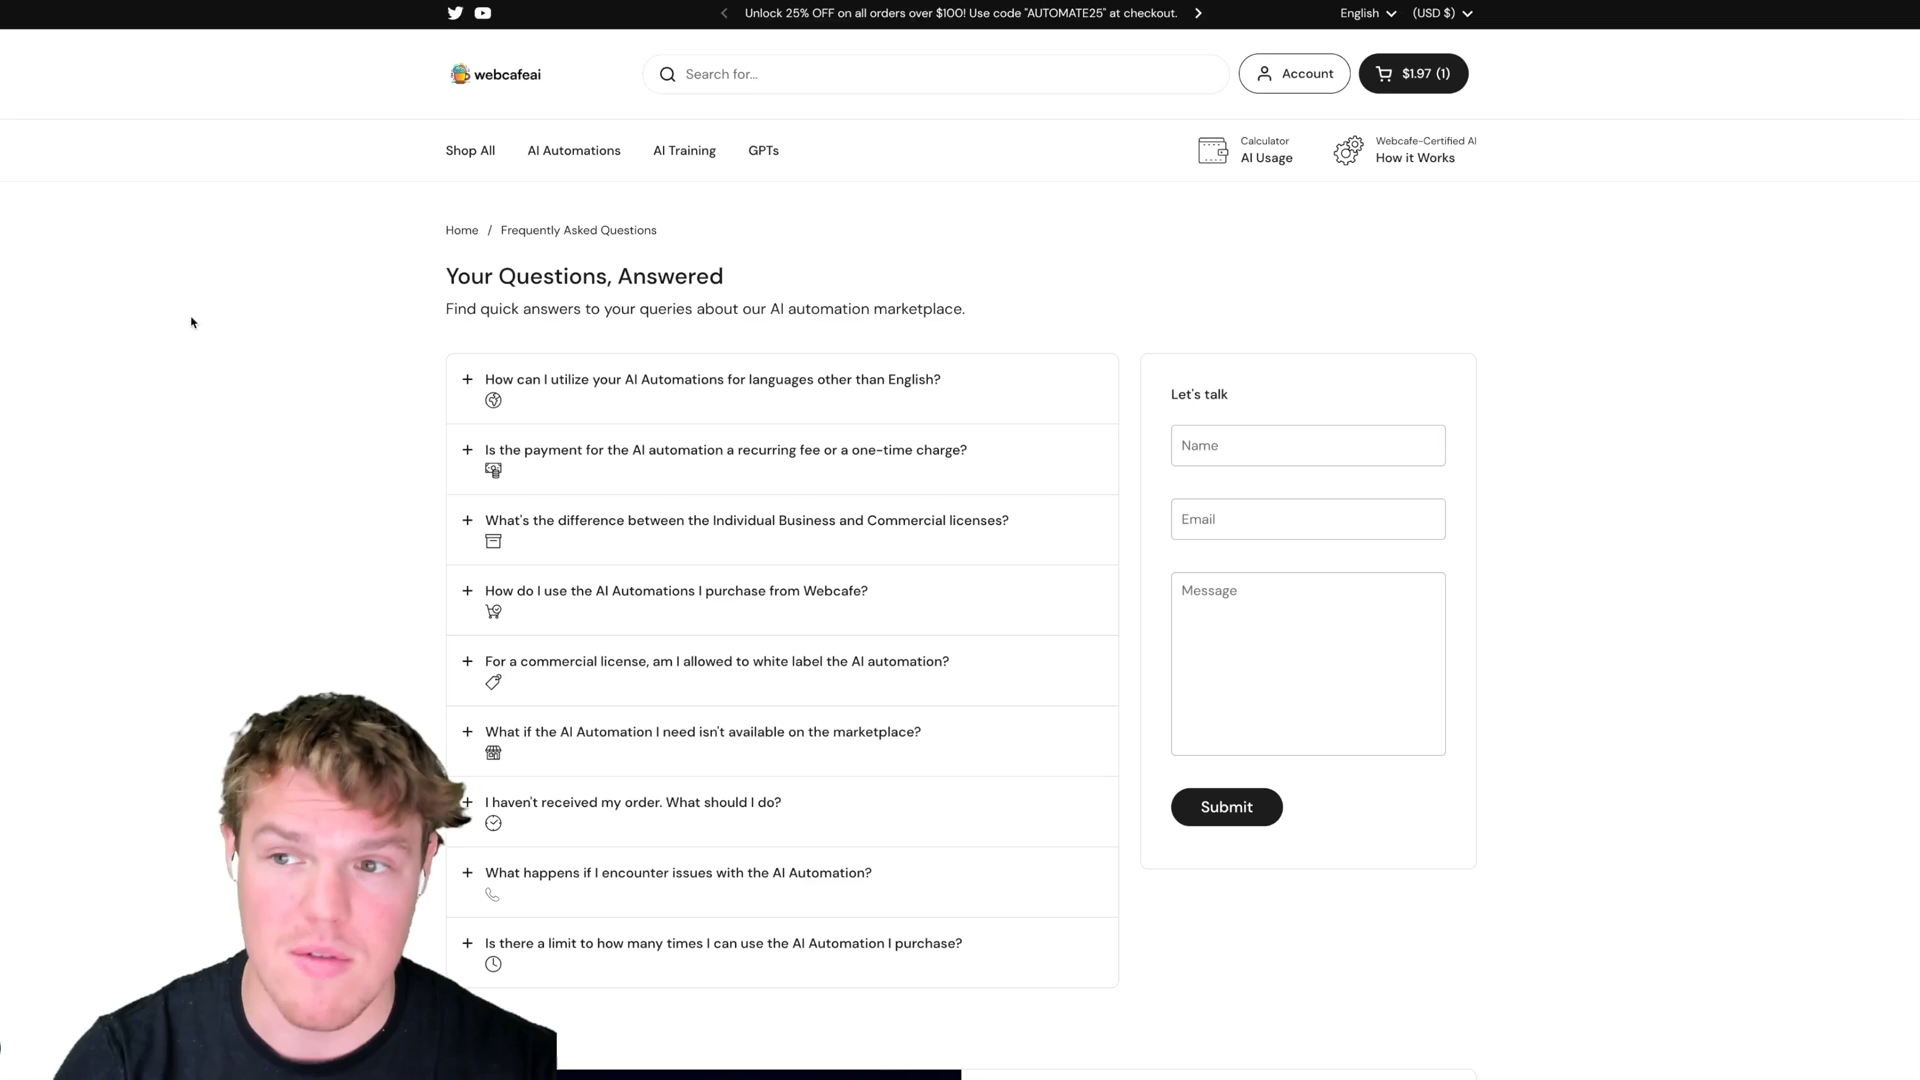 Unlock 25% OFF on all orders over $100! Use code "AUTOMATE25" at checkout.
English
(USD $)
webcafeai
Search for...
Account
$1.97 (1)
Shop All
AI Automations
AI Training
GPTs
Calculator
AI Usage
Webcafe-Certified AI
How it Works
Home / Frequently Asked Questions
Your Questions, Answered
Find quick answers to your queries about our AI automation marketplace.
How can I utilize your AI Automations for languages other than English?
Is the payment for the AI automation a recurring fee or a one-time charge?
What's the difference between the Individual Business and Commercial licenses?
How do I use the AI Automations I purchase from Webcafe?
For a commercial license, am I allowed to white label the AI automation?
What if the AI Automation I need isn't available on the marketplace?
I haven't received my order. What should I do?
What happens if I encounter issues with the AI Automation?
Is there a limit to how many times I can use the AI Automation I purchase?
Let's talk
Name
Email
Message
Submit